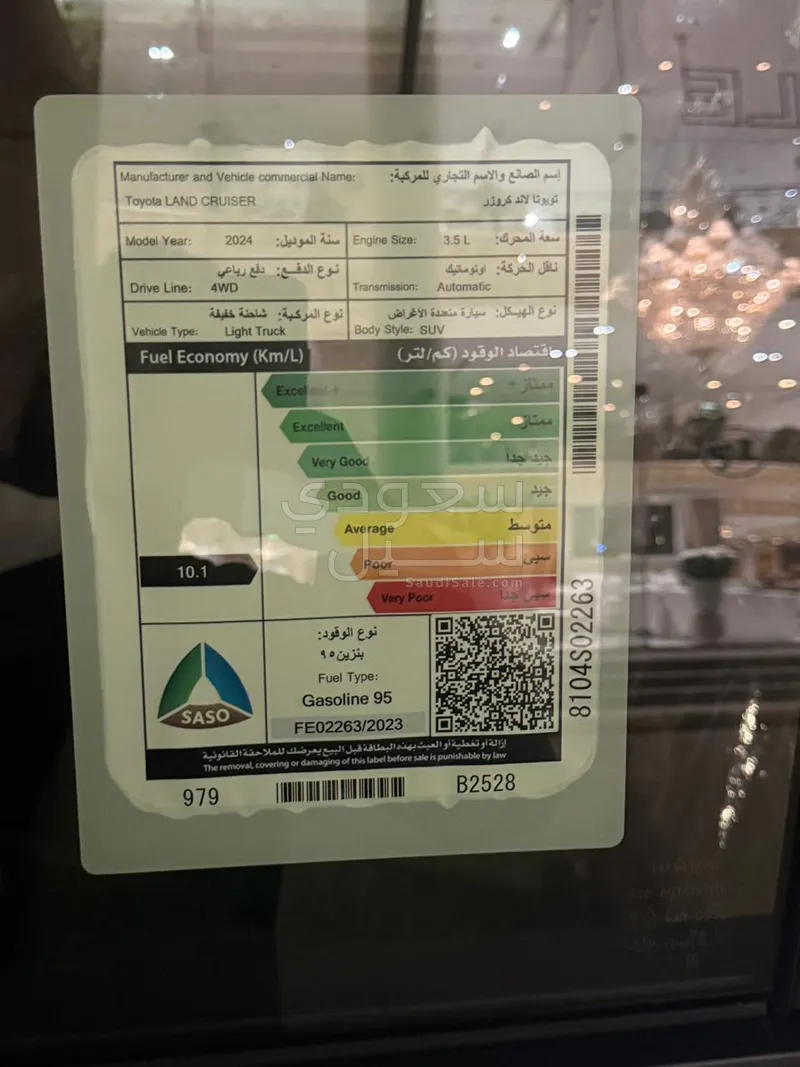 Manufacturer and Vehicle commercial Name: إسم الصانع والاسم التجاري للمركبة:
Toyota LAND CRUISER تويوتا لاند كروزر
Model Year: 2024 سنة الموديل: Engine Size: 3.5 L سعة المحرك:
نوع الدفع: دفع رباعي ناقل الحركة: اوتوماتيك
Drive Line: 4WD Transmission: Automatic
نوع المركبة: شاحنة خفيفة نوع الهيكل: سيارة متعددة الأغراض
Vehicle Type: Light Truck Body Style: SUV
Fuel Economy (Km/L) اقتصاد الوقود (كم/لتر)
Excellent + ممتاز +
Excellent ممتاز
Very Good جيد جداً
Good جيد
Average متوسط
Poor سيئ
Very Poor سيئ جداً
10.1
سعودي سيل
SaudiSale.com
8104S02263
SASO
نوع الوقود:
بنزين ٩٥
Fuel Type:
Gasoline 95
FE02263/2023
إزالة أو تغطية أو العبث بهذه البطاقة قبل البيع يعرضك للملاحقة القانونية
The removal, covering or damaging of this label before sale is punishable by law
979 B2528